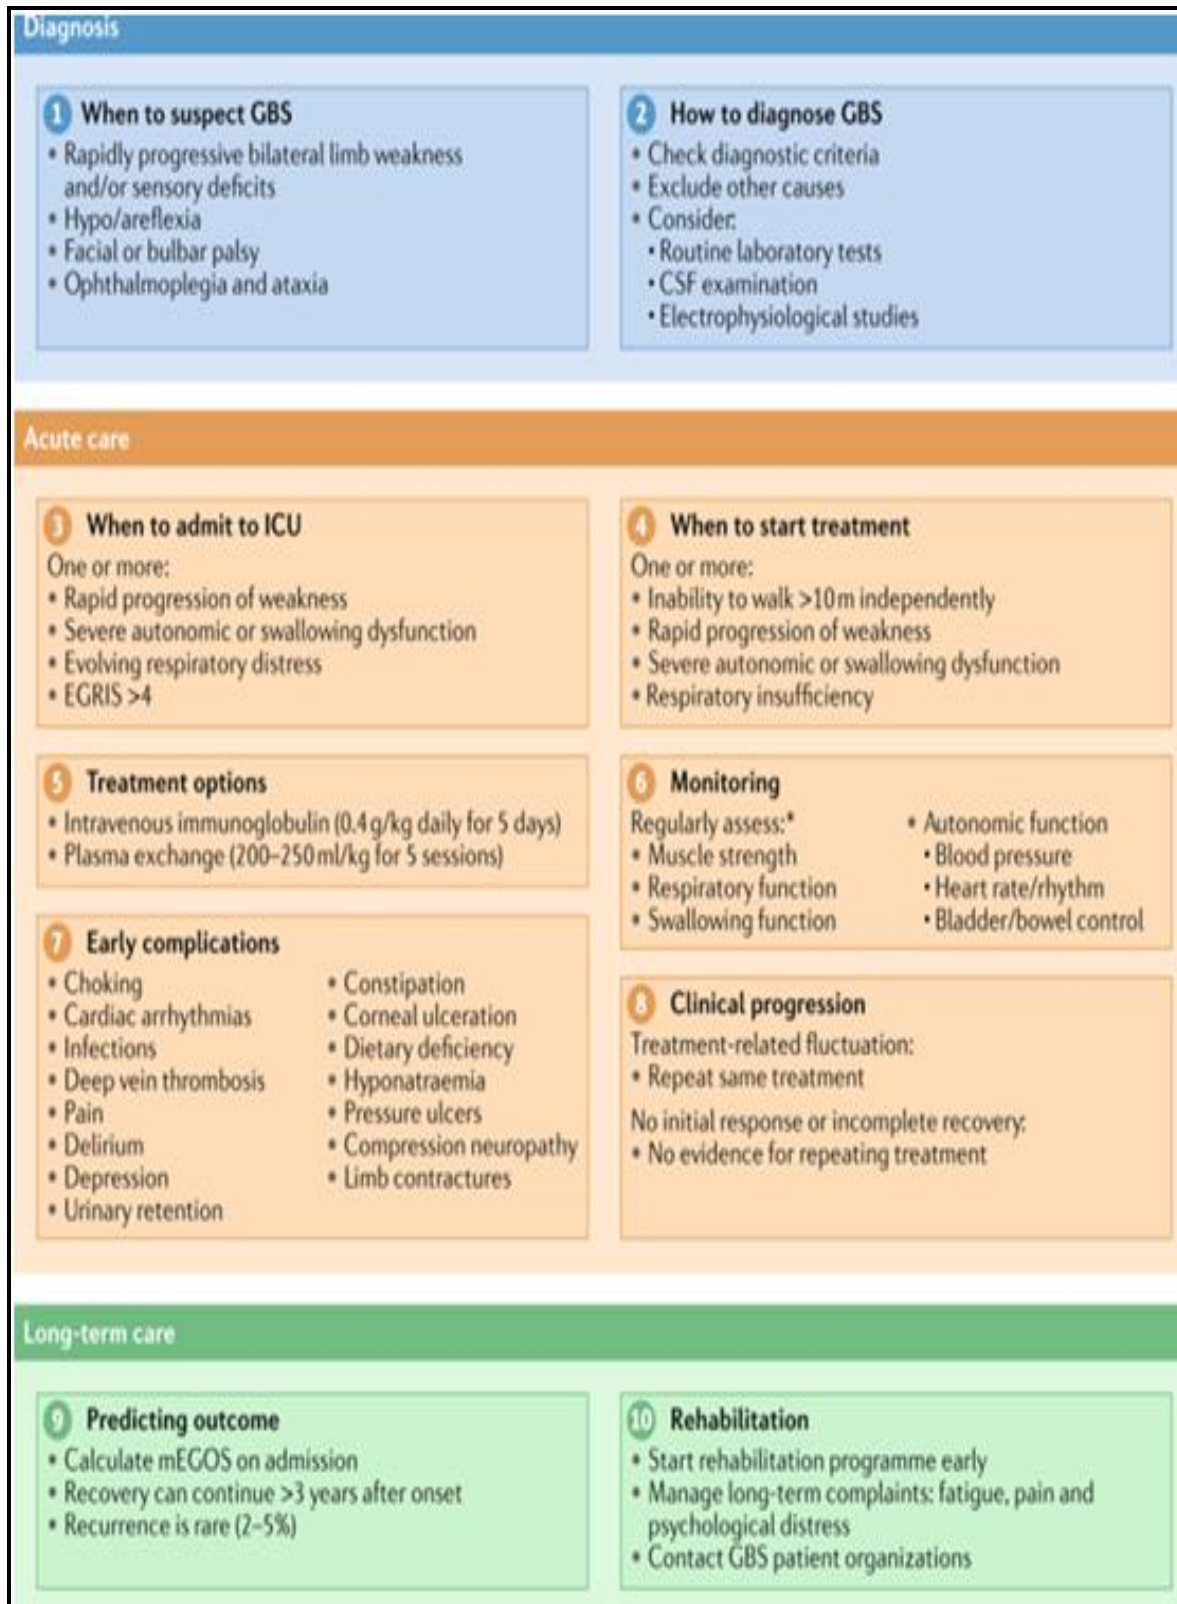 Diagnosis
1 When to suspect GBS
• Rapidly progressive bilateral limb weakness
and/or sensory deficits
• Hypo/areflexia
• Facial or bulbar palsy
• Ophthalmoplegia and ataxia
2 How to diagnose GBS
• Check diagnostic criteria
• Exclude other causes
• Consider:
• Routine laboratory tests
• CSF examination
• Electrophysiological studies
Acute care
3 When to admit to ICU
One or more:
• Rapid progression of weakness
• Severe autonomic or swallowing dysfunction
• Evolving respiratory distress
• EGRIS >4
4 When to start treatment
One or more:
• Inability to walk >10 m independently
• Rapid progression of weakness
• Severe autonomic or swallowing dysfunction
• Respiratory insufficiency
5 Treatment options
• Intravenous immunoglobulin (0.4 g/kg daily for 5 days)
• Plasma exchange (200–250 ml/kg for 5 sessions)
6 Monitoring
Regularly assess:*
• Muscle strength
• Respiratory function
• Swallowing function
• Autonomic function
• Blood pressure
• Heart rate/rhythm
• Bladder/bowel control
7 Early complications
• Choking
• Cardiac arrhythmias
• Infections
• Deep vein thrombosis
• Pain
• Delirium
• Depression
• Urinary retention
• Constipation
• Corneal ulceration
• Dietary deficiency
• Hyponatraemia
• Pressure ulcers
• Compression neuropathy
• Limb contractures
8 Clinical progression
Treatment-related fluctuation:
• Repeat same treatment
No initial response or incomplete recovery:
• No evidence for repeating treatment
Long-term care
9 Predicting outcome
• Calculate mEGOS on admission
• Recovery can continue >3 years after onset
• Recurrence is rare (2–5%)
10 Rehabilitation
• Start rehabilitation programme early
• Manage long-term complaints: fatigue, pain and
psychological distress
• Contact GBS patient organizations